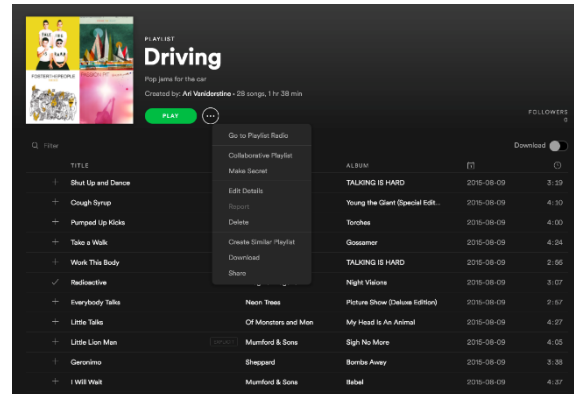 PLAYLIST
Driving
Pop jams for the car
Created by: Ari Vanderstine • 28 songs, 1 hr 38 min
PLAY
FOLLOWERS
0
Filter
Download
TITLE ALBUM
Go to Playlist Radio
Collaborative Playlist
Make Secret
Edit Details
Report
Delete
Create Similar Playlist
Download
Share
Shut Up and Dance TALKING IS HARD 2015-08-09 3:19
Cough Syrup Young the Giant (Special Edit... 2015-08-09 4:10
Pumped Up Kicks Torches 2015-08-09 4:00
Take a Walk Gossamer 2015-08-09 4:24
Work This Body TALKING IS HARD 2015-08-09 2:56
Radioactive Night Visions 2015-08-09 3:07
Everybody Talks Neon Trees Picture Show (Deluxe Edition) 2015-08-09 2:57
Little Talks Of Monsters and Men My Head Is An Animal 2015-08-09 4:27
Little Lion Man EXPLICIT Mumford & Sons Sigh No More 2015-08-09 4:05
Geronimo Sheppard Bombs Away 2015-08-09 3:38
I Will Wait Mumford & Sons Babel 2015-08-09 4:37
FOSTER THE PEOPLE